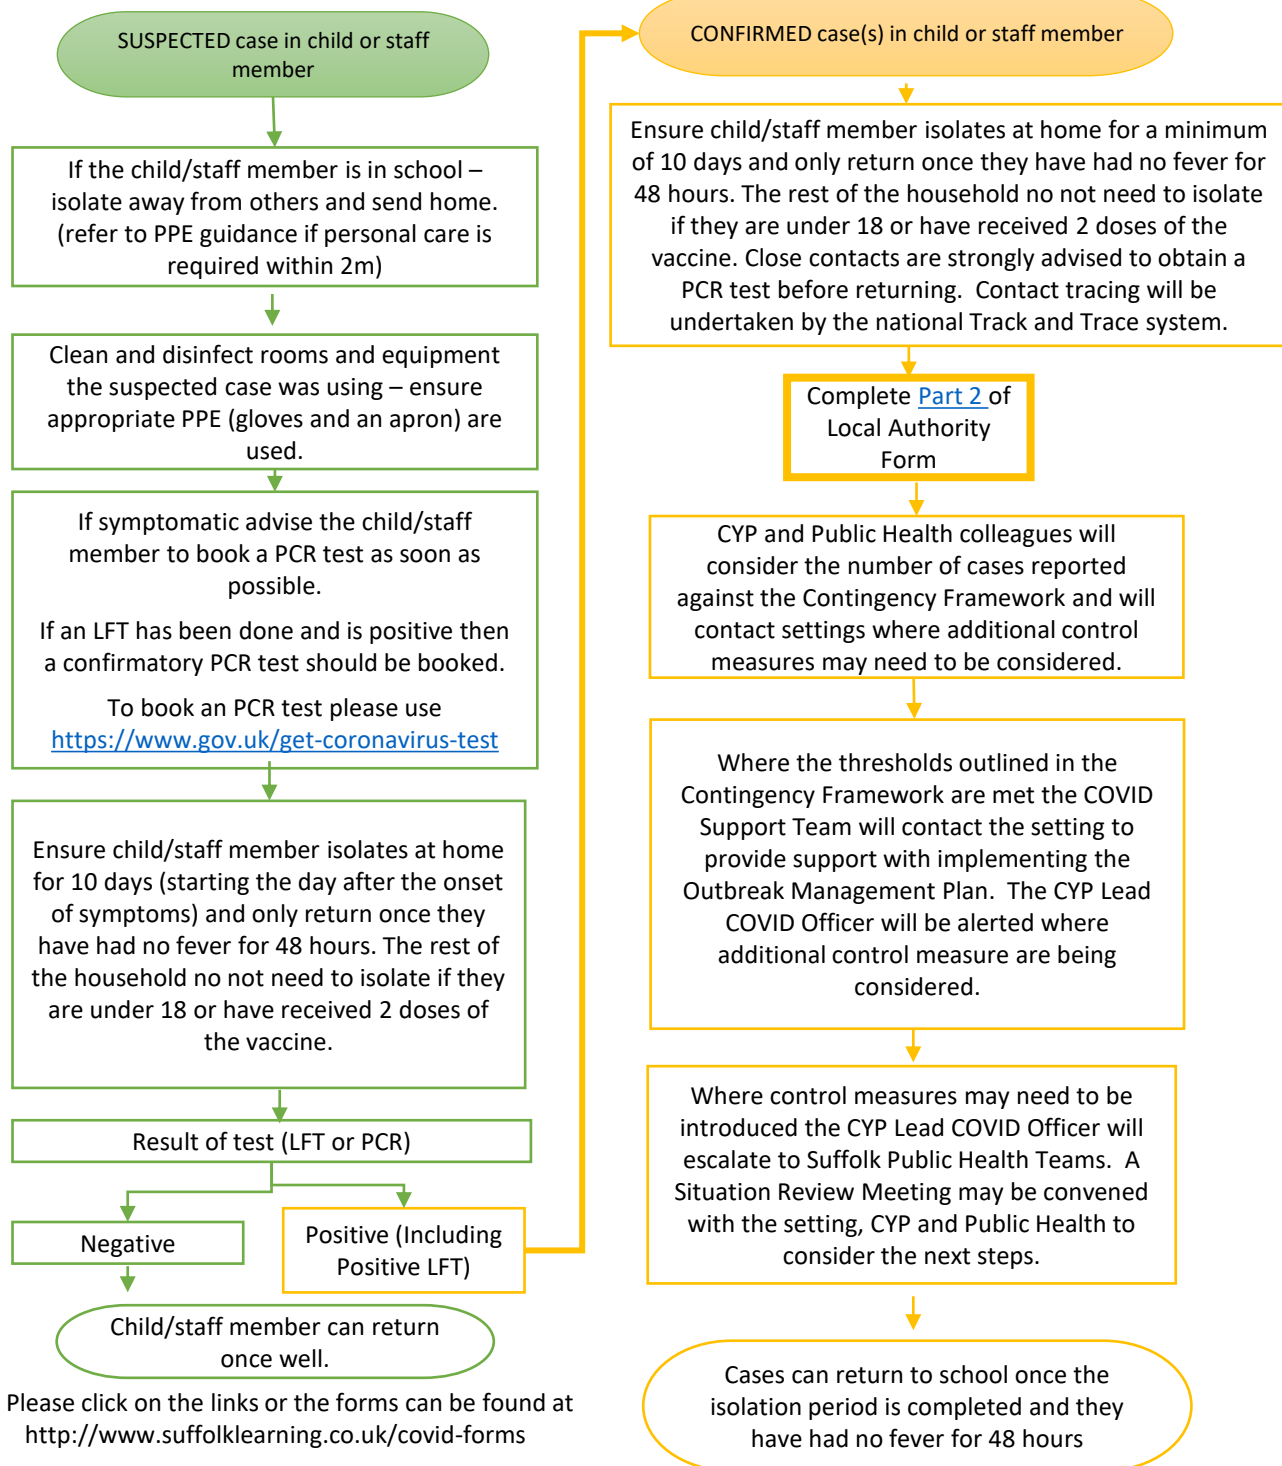 SUSPECTED case in child or staff
member
If the child/staff member is in school –
isolate away from others and send home.
(refer to PPE guidance if personal care is
required within 2m)
Clean and disinfect rooms and equipment
the suspected case was using – ensure
appropriate PPE (gloves and an apron) are
used.
If symptomatic advise the child/staff
member to book a PCR test as soon as
possible.
If an LFT has been done and is positive then
a confirmatory PCR test should be booked.
To book an PCR test please use
https://www.gov.uk/get-coronavirus-test
Ensure child/staff member isolates at home
for 10 days (starting the day after the onset
of symptoms) and only return once they
have had no fever for 48 hours. The rest of
the household no not need to isolate if they
are under 18 or have received 2 doses of
the vaccine.
Result of test (LFT or PCR)
Negative
Positive (Including
Positive LFT)
Child/staff member can return
once well.
Please click on the links or the forms can be found at
http://www.suffolklearning.co.uk/covid-forms
CONFIRMED case(s) in child or staff member
Ensure child/staff member isolates at home for a minimum
of 10 days and only return once they have had no fever for
48 hours. The rest of the household no not need to isolate
if they are under 18 or have received 2 doses of the
vaccine. Close contacts are strongly advised to obtain a
PCR test before returning.  Contact tracing will be
undertaken by the national Track and Trace system.
Complete Part 2 of
Local Authority
Form
CYP and Public Health colleagues will
consider the number of cases reported
against the Contingency Framework and will
contact settings where additional control
measures may need to be considered.
Where the thresholds outlined in the
Contingency Framework are met the COVID
Support Team will contact the setting to
provide support with implementing the
Outbreak Management Plan.  The CYP Lead
COVID Officer will be alerted where
additional control measure are being
considered.
Where control measures may need to be
introduced the CYP Lead COVID Officer will
escalate to Suffolk Public Health Teams.  A
Situation Review Meeting may be convened
with the setting, CYP and Public Health to
consider the next steps.
Cases can return to school once the
isolation period is completed and they
have had no fever for 48 hours